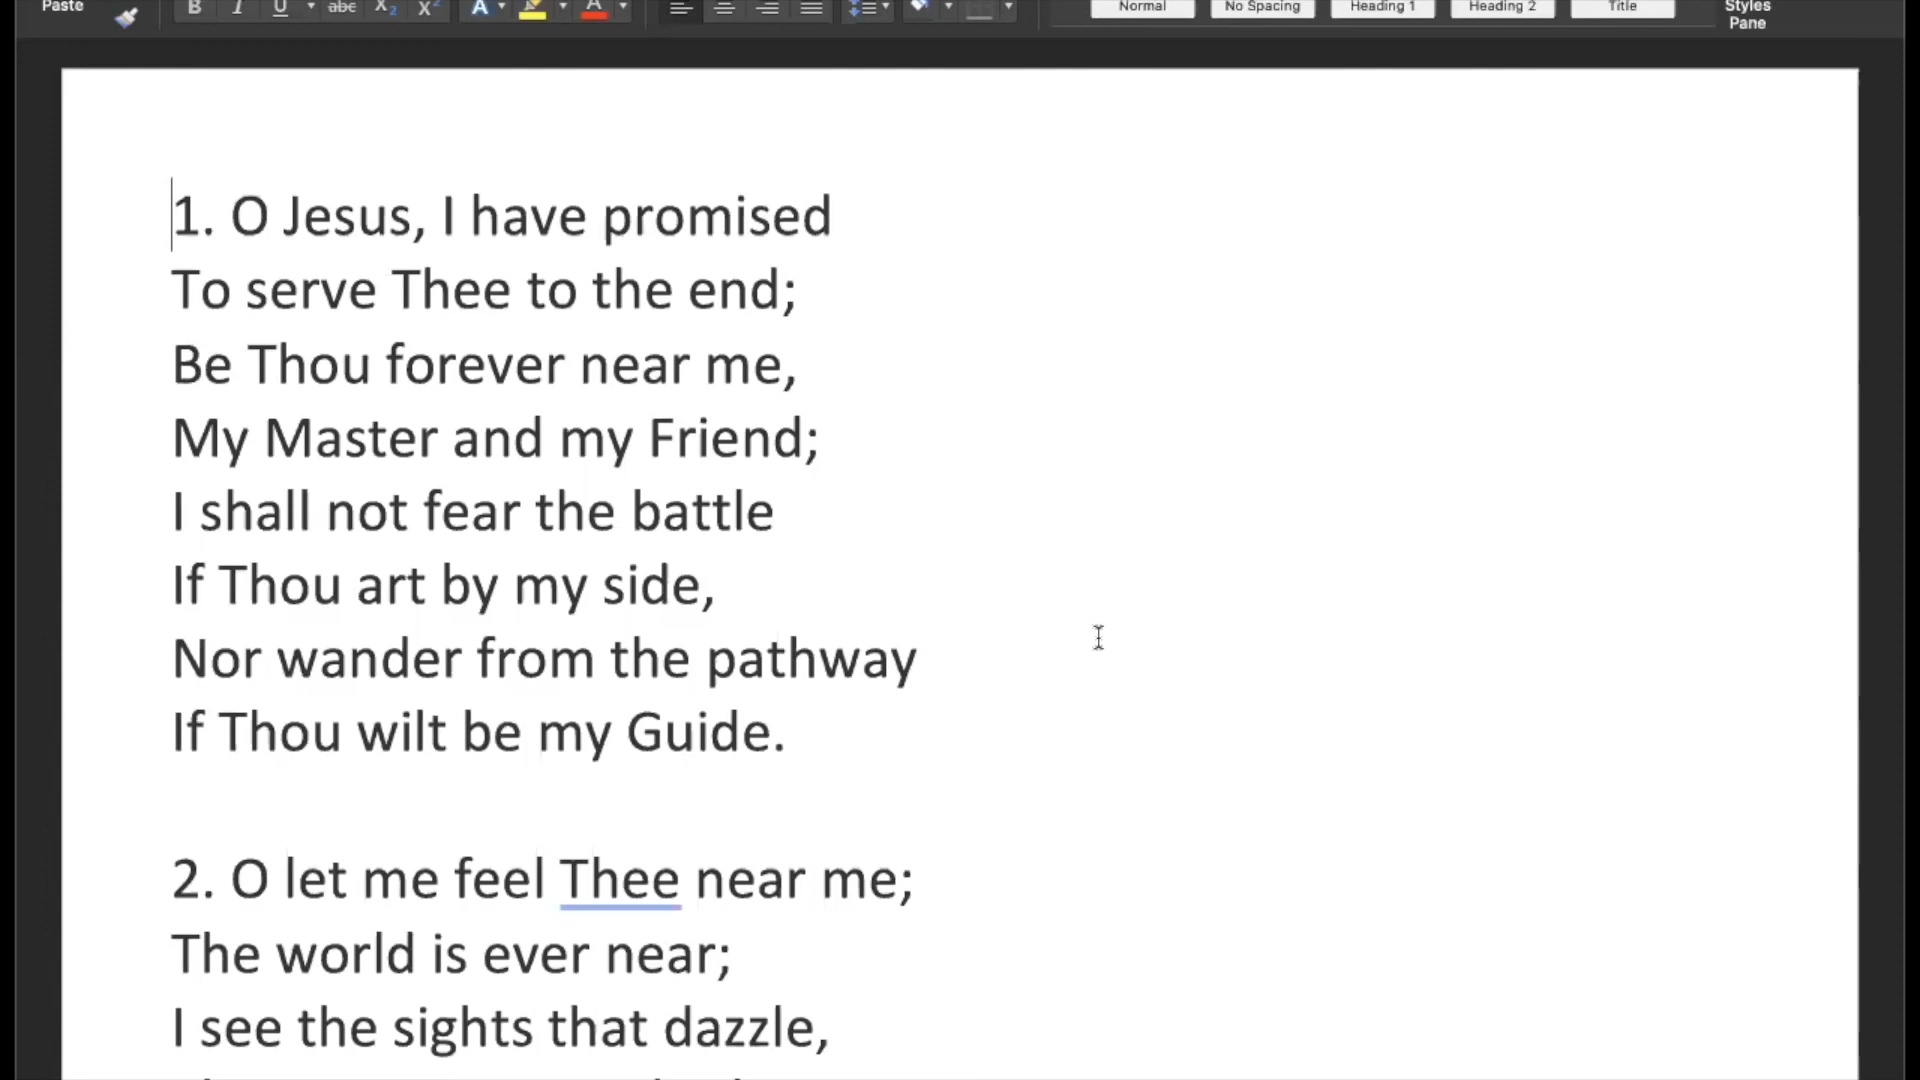 Paste
B I U abc X2 X2 A A
Normal No Spacing Heading 1 Heading 2 Title Styles
Pane
1. O Jesus, I have promised
To serve Thee to the end;
Be Thou forever near me,
My Master and my Friend;
I shall not fear the battle
If Thou art by my side,
Nor wander from the pathway
If Thou wilt be my Guide.
2. O let me feel Thee near me;
The world is ever near;
I see the sights that dazzle,